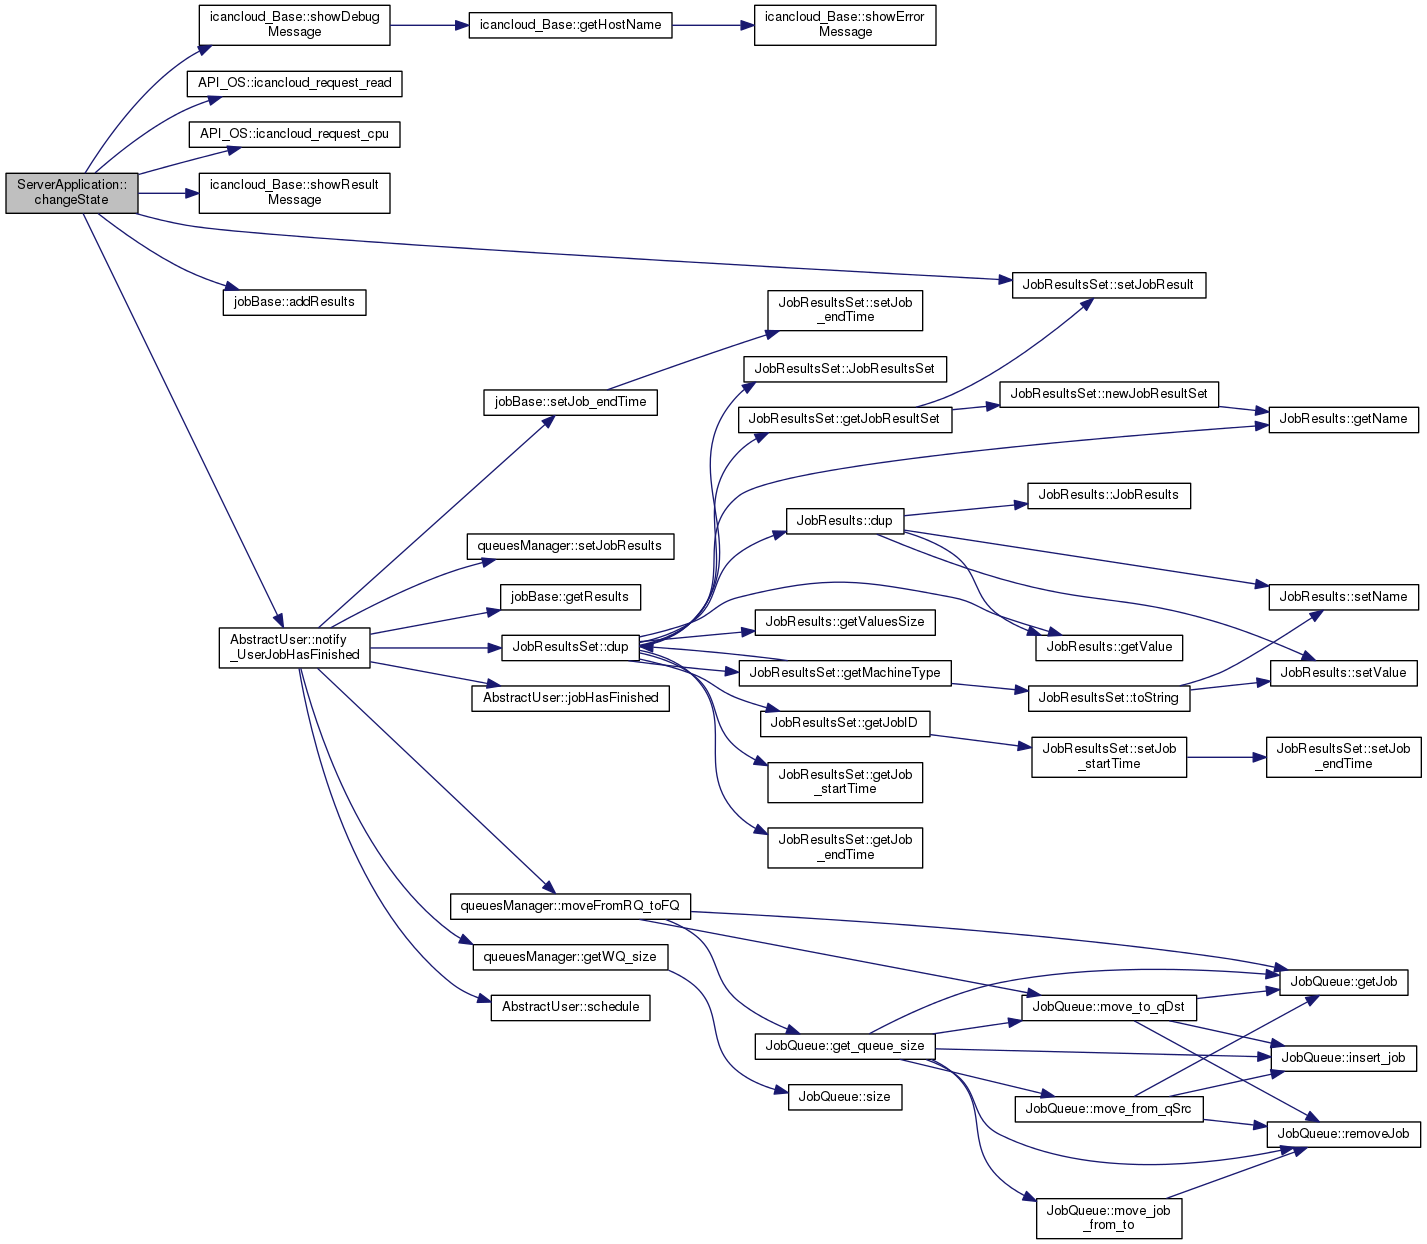 icancloud_Base::showDebug
Message
icancloud_Base::getHostName
icancloud_Base::showError
Message
API_OS::icancloud_request_read
API_OS::icancloud_request_cpu
ServerApplication::
changeState
icancloud_Base::showResult
Message
jobBase::addResults
JobResultsSet::setJobResult
JobResultsSet::setJob
_endTime
JobResultsSet::JobResultsSet
jobBase::setJob_endTime
JobResultsSet::getJobResultSet
JobResultsSet::newJobResultSet
JobResults::getName
JobResults::JobResults
JobResults::dup
queuesManager::setJobResults
jobBase::getResults
JobResults::setName
JobResults::getValuesSize
AbstractUser::notify
_UserJobHasFinished
JobResultsSet::dup
JobResults::getValue
JobResultsSet::getMachineType
JobResults::setValue
AbstractUser::jobHasFinished
JobResultsSet::toString
JobResultsSet::getJobID
JobResultsSet::setJob
_startTime
JobResultsSet::setJob
_endTime
JobResultsSet::getJob
_startTime
JobResultsSet::getJob
_endTime
queuesManager::moveFromRQ_toFQ
queuesManager::getWQ_size
JobQueue::getJob
AbstractUser::schedule
JobQueue::move_to_qDst
JobQueue::get_queue_size
JobQueue::insert_job
JobQueue::size
JobQueue::move_from_qSrc
JobQueue::removeJob
JobQueue::move_job
_from_to